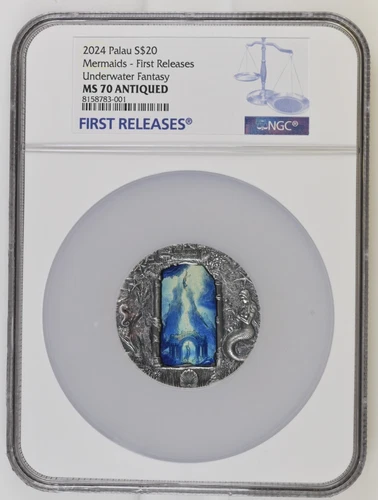 2024 Palau S$20
Mermaids - First Releases
Underwater Fantasy
MS 70 ANTIQUED
8158783-001
FIRST RELEASES®
NGC®